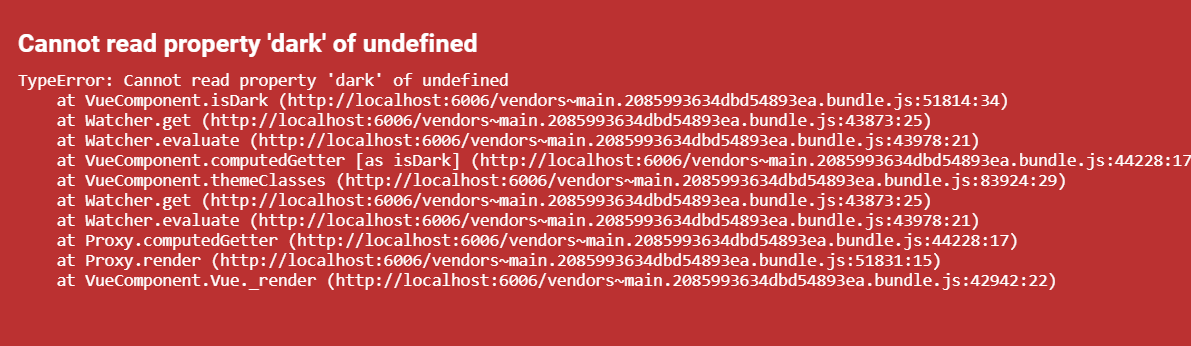 Cannot read property 'dark' of undefined
TypeError: Cannot read property 'dark' of undefined
at VueComponent.isDark (http://localhost:6006/vendors~main.2085993634dbd54893ea.bundle.js:51814:34)
at Watcher.get (http://localhost:6006/vendors~main.2085993634dbd54893ea.bundle.js:43873:25)
at Watcher.evaluate (http://localhost:6006/vendors~main.2085993634dbd54893ea.bundle.js:43978:21)
at VueComponent.computedGetter [as isDark] (http://localhost:6006/vendors~main.2085993634dbd54893ea.bundle.js:44228:17
at VueComponent.themeClasses (http://localhost:6006/vendors~main.2085993634dbd54893ea.bundle.js:83924:29)
at Watcher.get (http://localhost:6006/vendors~main.2085993634dbd54893ea.bundle.js:43873:25)
at Watcher.evaluate (http://localhost:6006/vendors~main.2085993634dbd54893ea.bundle.js:43978:21)
at Proxy.computedGetter (http://localhost:6006/vendors~main.2085993634dbd54893ea.bundle.js:44228:17)
at Proxy.render (http://localhost:6006/vendors~main.2085993634dbd54893ea.bundle.js:51831:15)
at VueComponent.Vue._render (http://localhost:6006/vendors~main.2085993634dbd54893ea.bundle.js:42942:22)